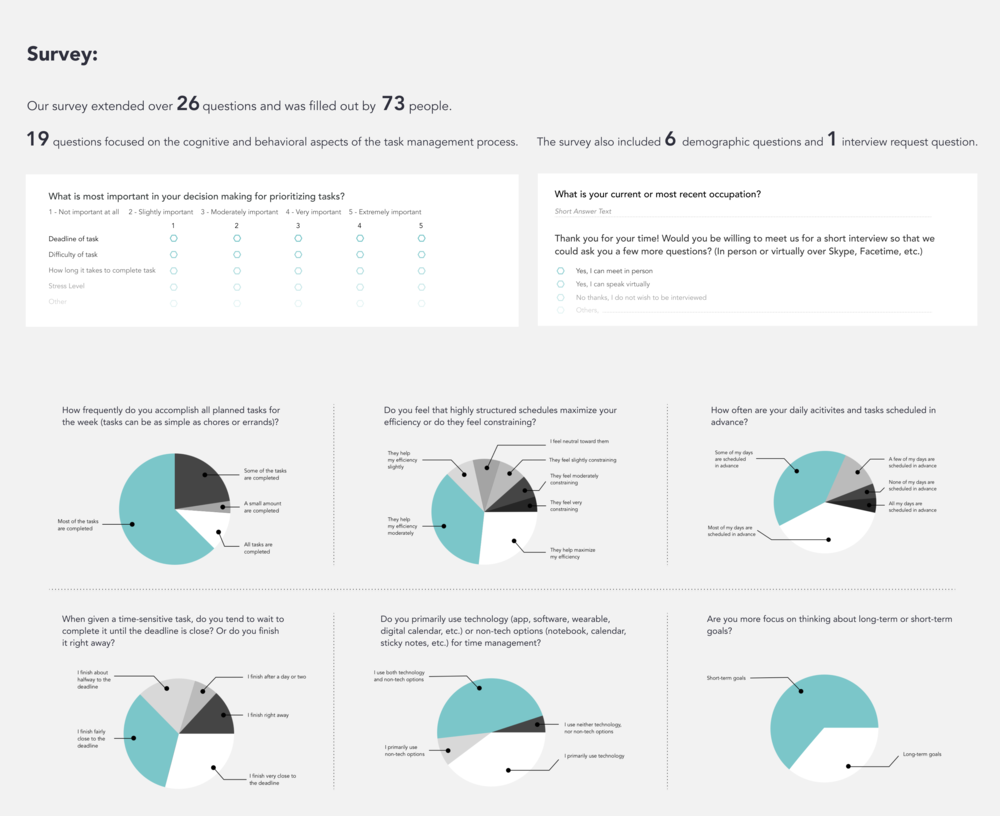 Survey:
Our survey extended over 26 questions and was filled out by 73 people.
19 questions focused on the cognitive and behavioral aspects of the task management process.
The survey also included 6 demographic questions and 1 interview request question.
What is most important in your decision making for prioritizing tasks?
1 - Not important at all 2 - Slightly important 3 - Moderately important 4 - Very important 5 - Extremely important
1 2 3 4 5
Deadline of task
Difficulty of task
How long it takes to complete task
Stress Level
Other
What is your current or most recent occupation?
Short Answer Text
Thank you for your time! Would you be willing to meet us for a short interview so that we
could ask you a few more questions? (In person or virtually over Skype, Facetime, etc.)
Yes, I can meet in person
Yes, I can speak virtually
No thanks, I do not wish to be interviewed
Others
How frequently do you accomplish all planned tasks for
the week (tasks can be as simple as chores or errands)?
Some of the tasks
are completed
A small amount
are completed
Most of the tasks
are completed
All tasks are
completed
Do you feel that highly structured schedules maximize your
efficiency or do they feel constraining?
I feel neutral toward them
They help
my efficiency
slightly
They feel slightly constraining
They feel moderately
constraining
They feel very
constraining
They help
my efficiency
moderately
They help maximize
my efficiency
How often are your daily acitivites and tasks scheduled in
advance?
Some of my days
are scheduled
in advance
A few of my days are
scheduled in advance
None of my days are
scheduled in advance
All my days are
scheduled in advance
Most of my days are
scheduled in advance
When given a time-sensitive task, do you tend to wait to
complete it until the deadline is close? Or do you finish
it right away?
I finish about
halfway to the
deadline
I finish after a day or two
I finish right away
I finish fairly
close to the
deadline
I finish very close to
the deadline
Do you primarily use technology (app, software, wearable,
digital calendar, etc.) or non-tech options (notebook, calendar,
sticky notes, etc.) for time management?
I use both technology
and non-tech options
I use neither technology,
nor non-tech options
I primarily use
non-tech options
I primarily use technology
Are you more focus on thinking about long-term or short-term
goals?
Short-term goals
Long-term goals